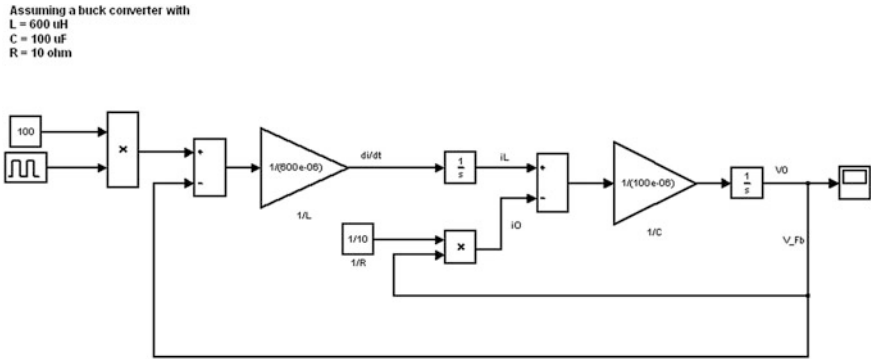 Assuming a buck converter with
L = 600 uH
C = 100 uF
R = 10 ohm
100
×
+
-
1/(600e-06)
1/L
di/dt
1
s
iL
1/10
1/R
×
iO
+
-
1/(100e-06)
1/C
1
s
VO
V_Fb